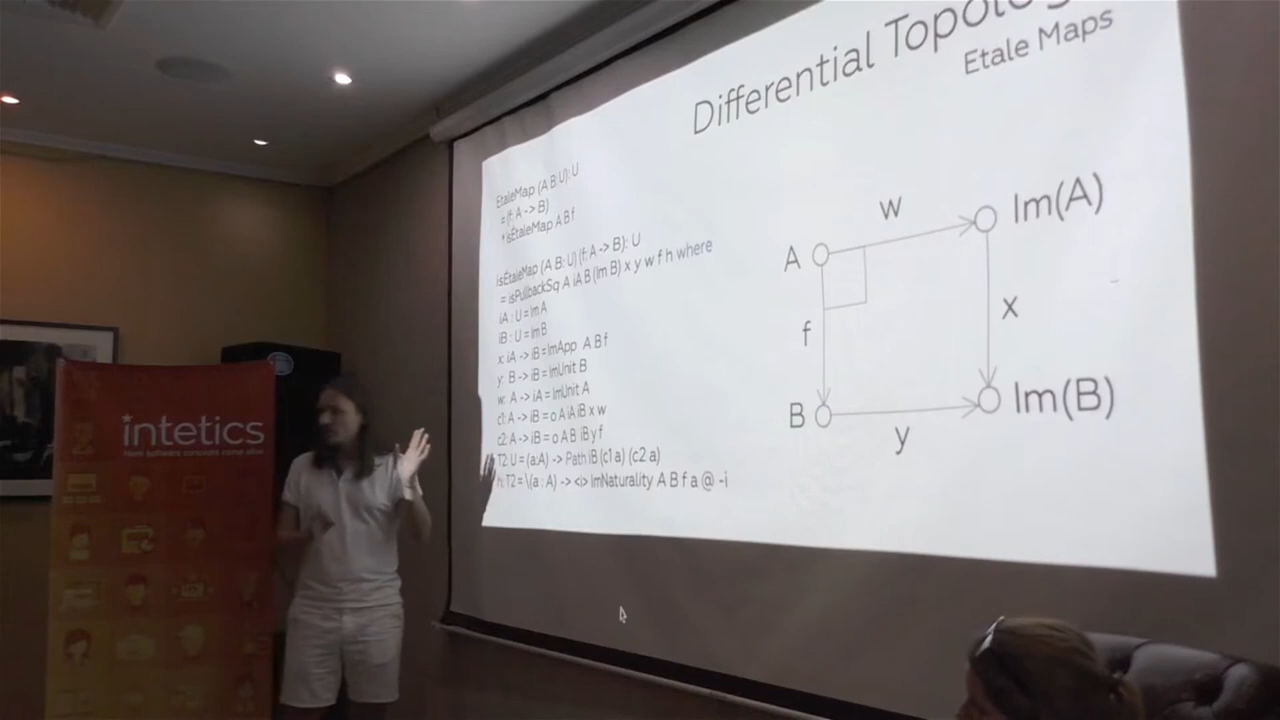 Differential Topolog
Etale Maps
EtaleMap (A B:U): U
= (f: A -> B)
* isEtaleMap A B f
isEtaleMap (A B: U) (f: A -> B): U
= isPullbackSq A iA B (Im B) x y w f h where
iA : U = Im A
iB : U = Im B
x: iA -> iB = ImApp A B f
y: B -> iB = ImUnit B
w: A -> iA = ImUnit A
c1: A -> iB = o A iA iB x w
c2: A -> iB = o A B iB y f
T2: U = (a:A) -> Path iB (c1 a) (c2 a)
h: T2 = \(a : A) -> <i> ImNaturality A B f a @ -i
w
A
Im(A)
f
x
B
Im(B)
y
intetics